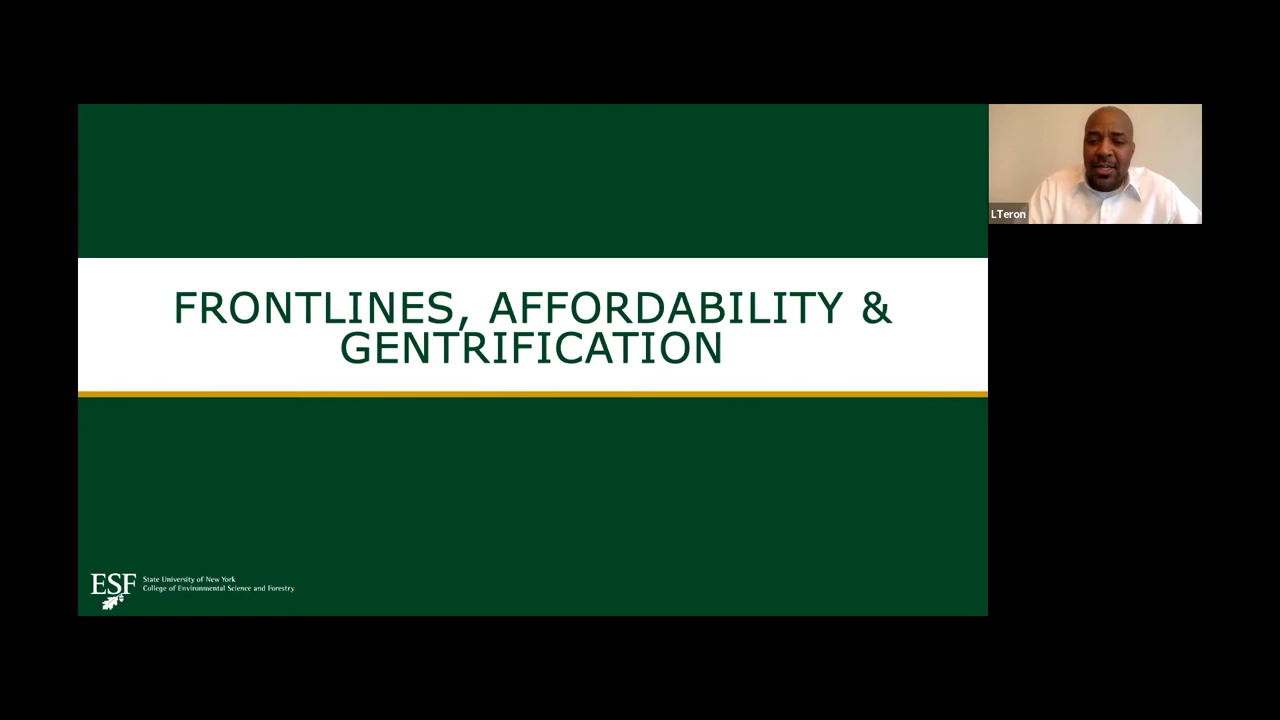 FRONTLINES, AFFORDABILITY &
GENTRIFICATION
LTeron
ESF
State University of New York
College of Environmental Science and Forestry